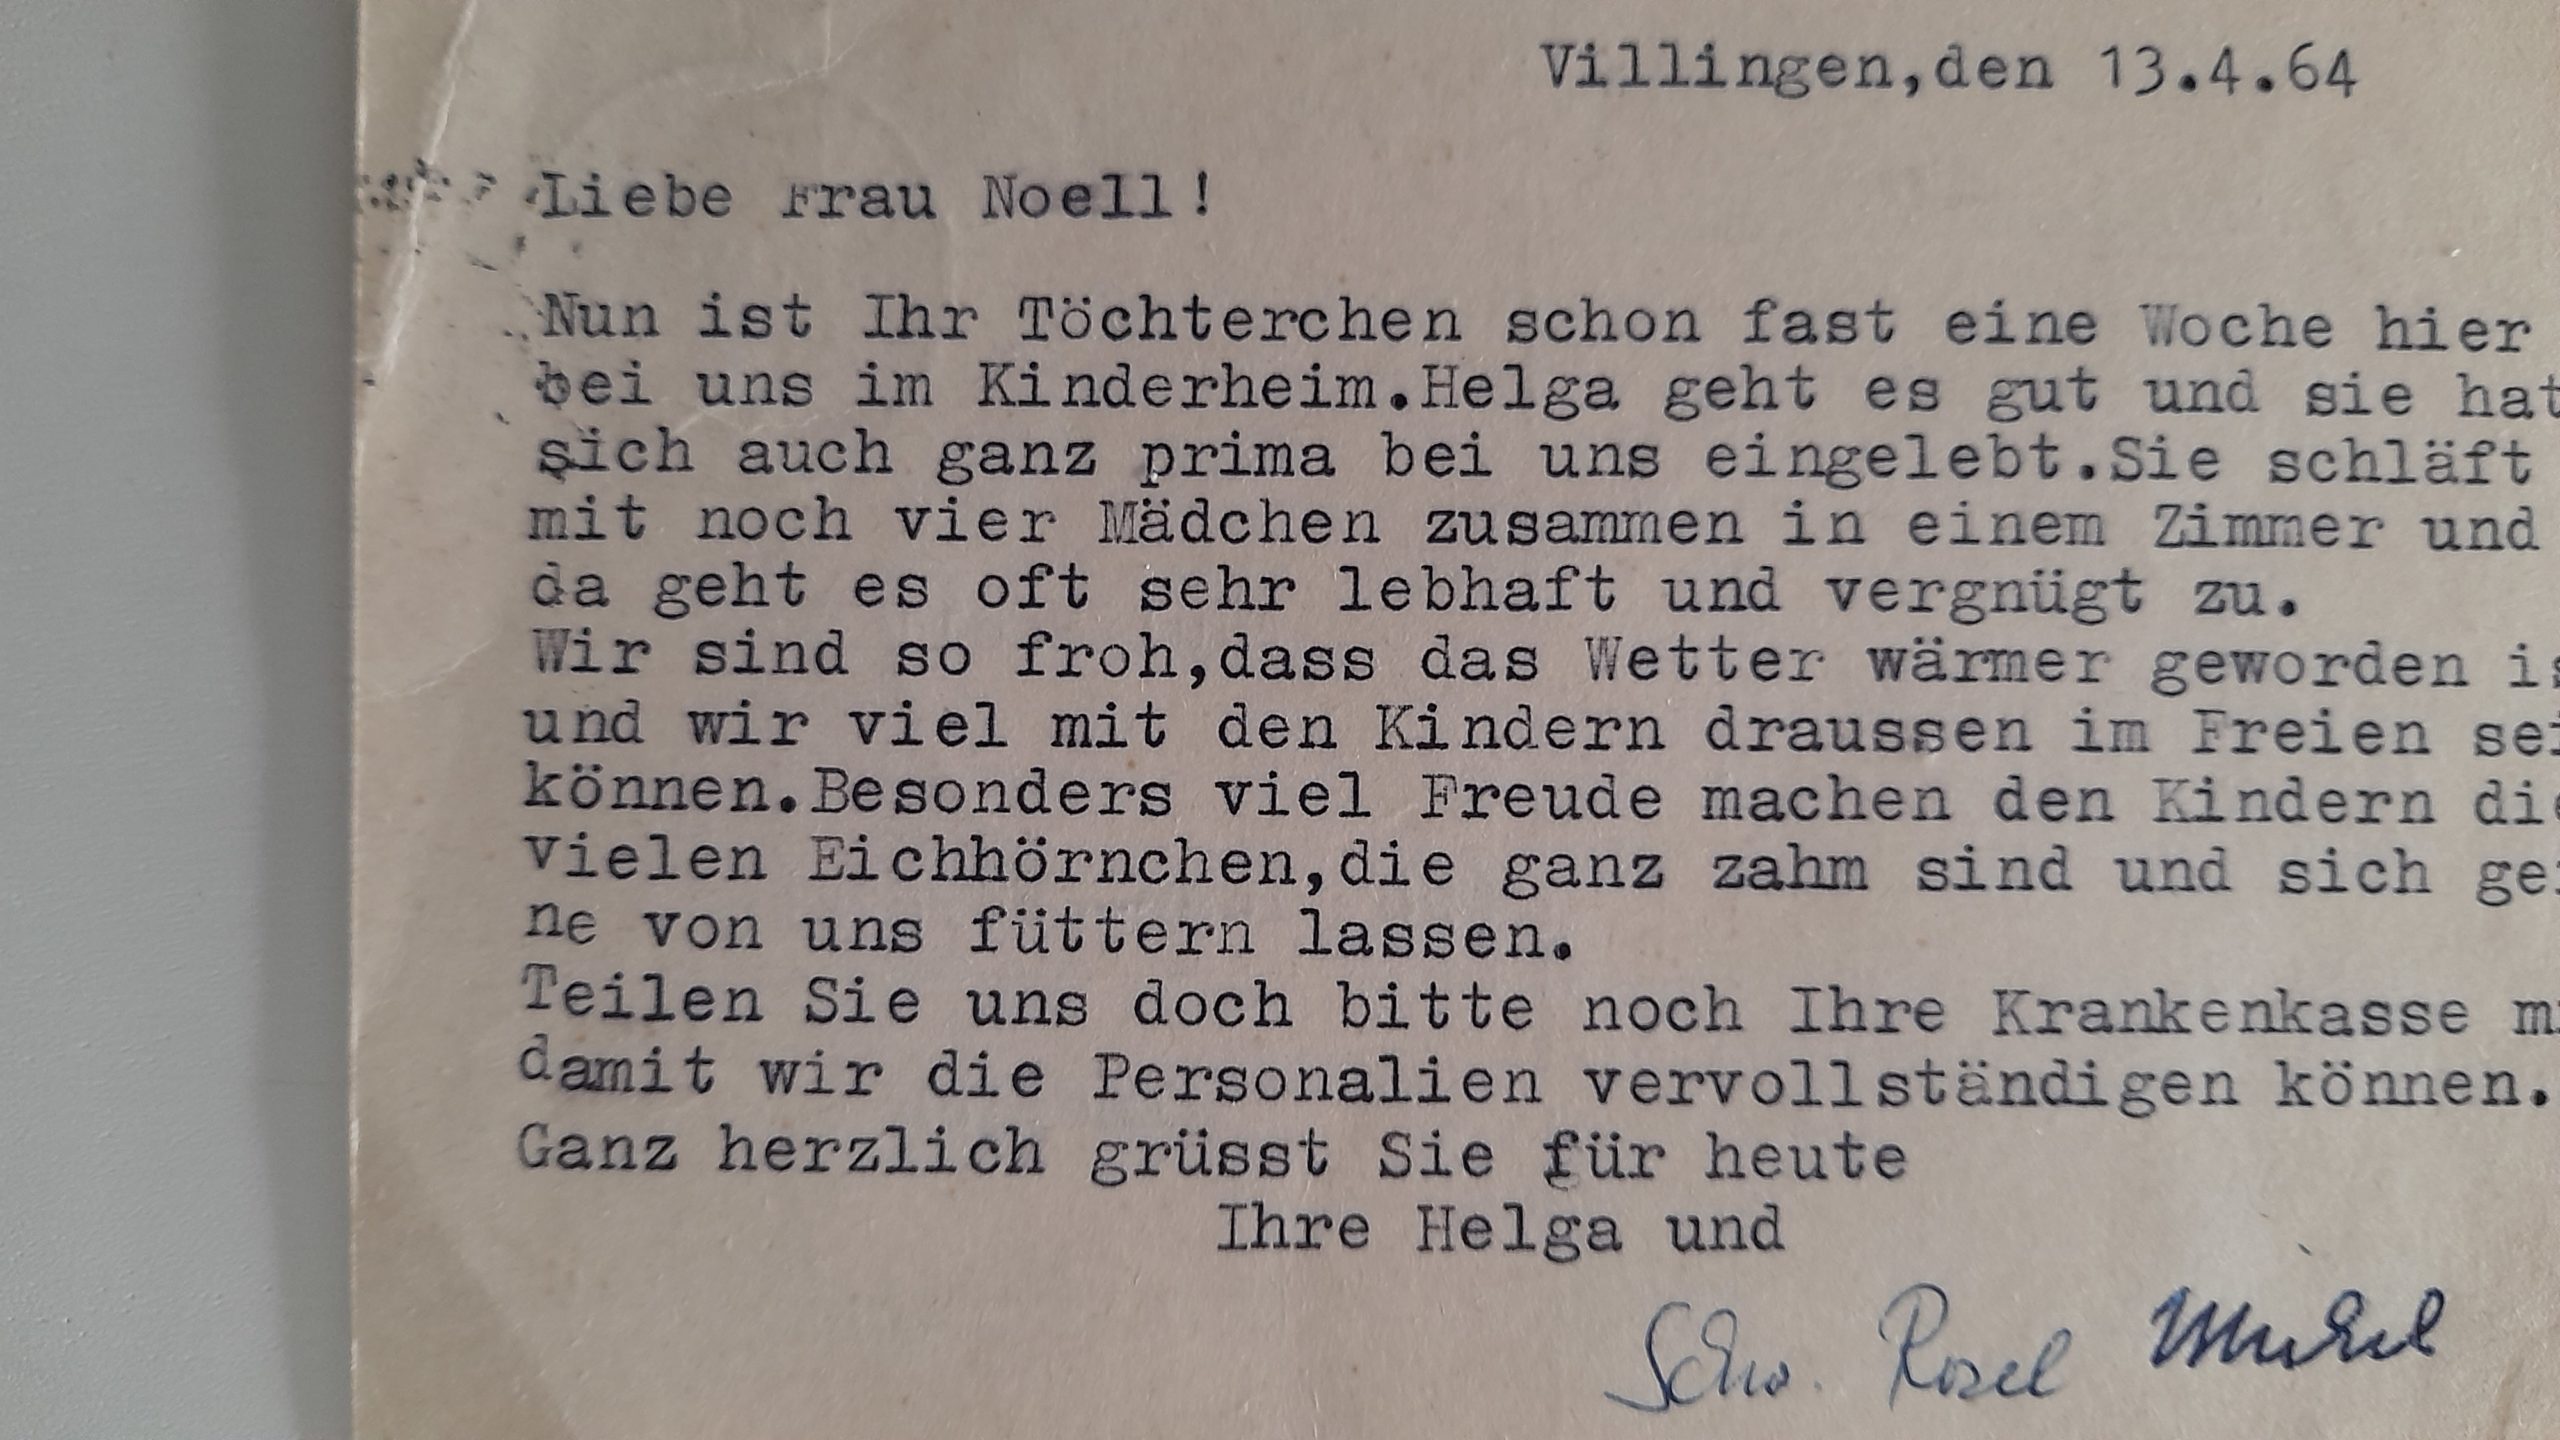 Villingen,den 13.4.64
Liebe Frau Noell!
Nun ist Ihr Töchterchen schon fast eine Woche hier
bei uns im Kinderheim.Helga geht es gut und sie hat
sich auch ganz prima bei uns eingelebt.Sie schläft
mit noch vier Mädchen zusammen in einem Zimmer und
da geht es oft sehr lebhaft und vergnügt zu.
Wir sind so froh,dass das Wetter wärmer geworden is
und wir viel mit den Kindern draussen im Freien sei
können.Besonders viel Freude machen den Kindern die
vielen Eichhörnchen,die ganz zahm sind und sich ger
ne von uns füttern lassen.
Teilen Sie uns doch bitte noch Ihre Krankenkasse mi
damit wir die Personalien vervollständigen können.
Ganz herzlich grüsst Sie für heute
Ihre Helga und
Schw. Rosel